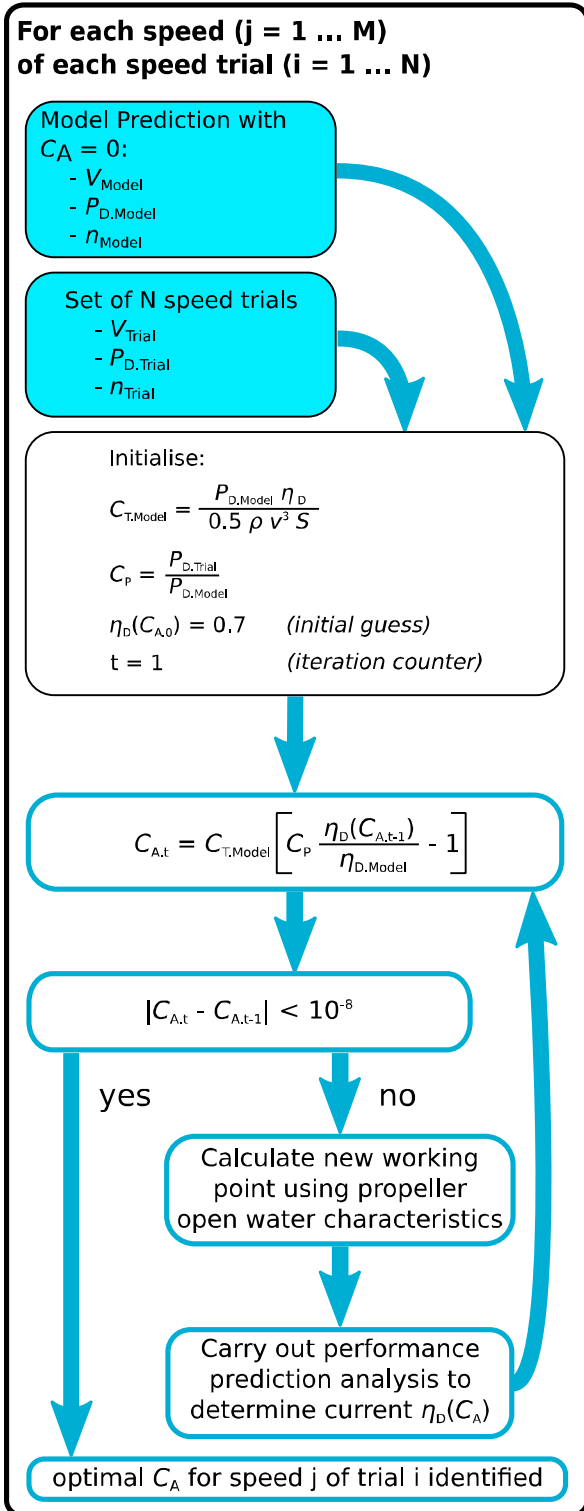 For each speed (j = 1 ... M)
of each speed trial (i = 1 ... N)
Model Prediction with
C_A = 0:
- V_Model
- P_D.Model
- n_Model
Set of N speed trials
- V_Trial
- P_D.Trial
- n_Trial
Initialise:
C_T.Model = P_D.Model η_D / 0.5 ρ v³ S
C_P = P_D.Trial / P_D.Model
η_D(C_A.0) = 0.7 (initial guess)
t = 1 (iteration counter)
C_A.t = C_T.Model [C_P η_D(C_A.t-1) / η_D.Model - 1]
|C_A.t - C_A.t-1| < 10⁻⁸
yes
no
Calculate new working
point using propeller
open water characteristics
Carry out performance
prediction analysis to
determine current η_D(C_A)
optimal C_A for speed j of trial i identified